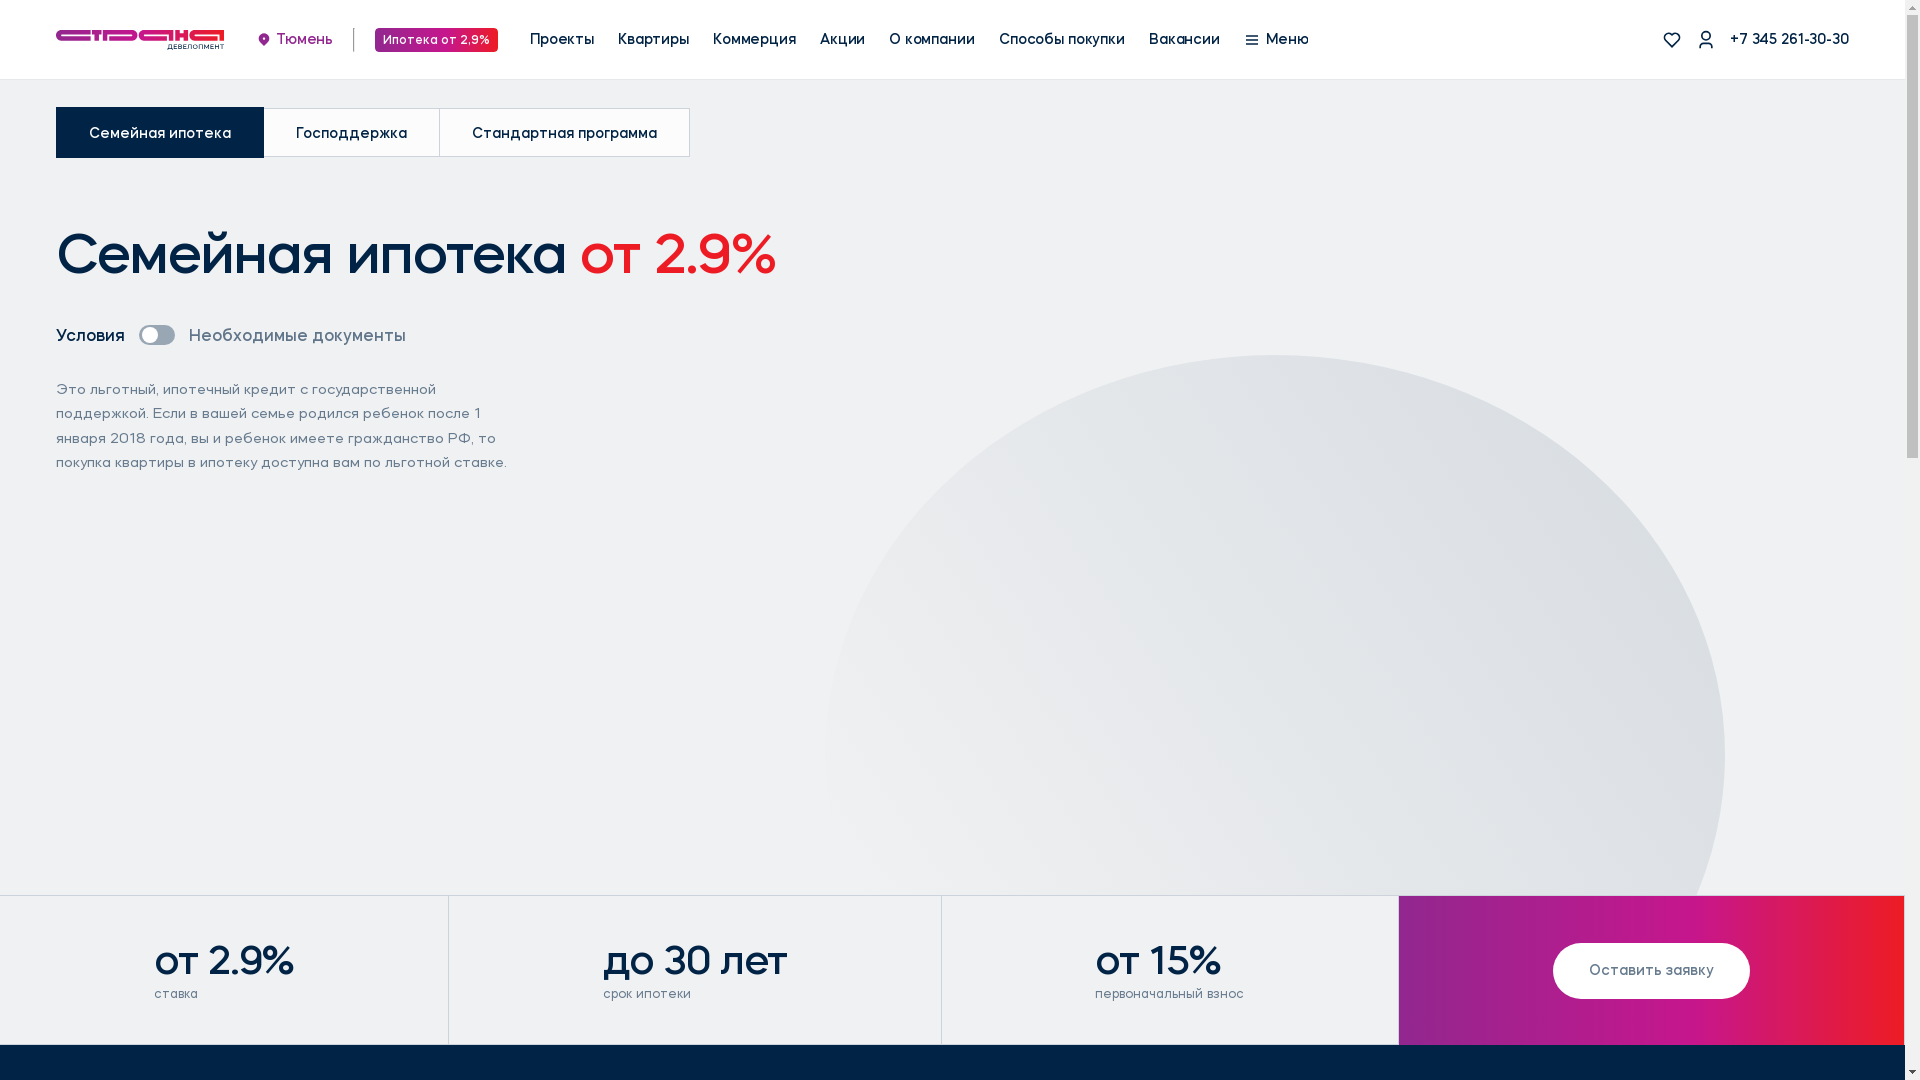 страна
ДЕВЕЛОПМЕНТ
Тюмень
Ипотека от 2,9%
Проекты
Квартиры
Коммерция
Акции
О компании
Способы покупки
Вакансии
Меню
+7 345 261-30-30
Семейная ипотека
Господдержка
Стандартная программа
Семейная ипотека от 2.9%
Условия
Необходимые документы
Это льготный, ипотечный кредит с государственной
поддержкой. Если в вашей семье родился ребенок после 1
января 2018 года, вы и ребенок имеете гражданство РФ, то
покупка квартиры в ипотеку доступна вам по льготной ставке.
от 2.9%
ставка
до 30 лет
срок ипотеки
от 15%
первоначальный взнос
Оставить заявку